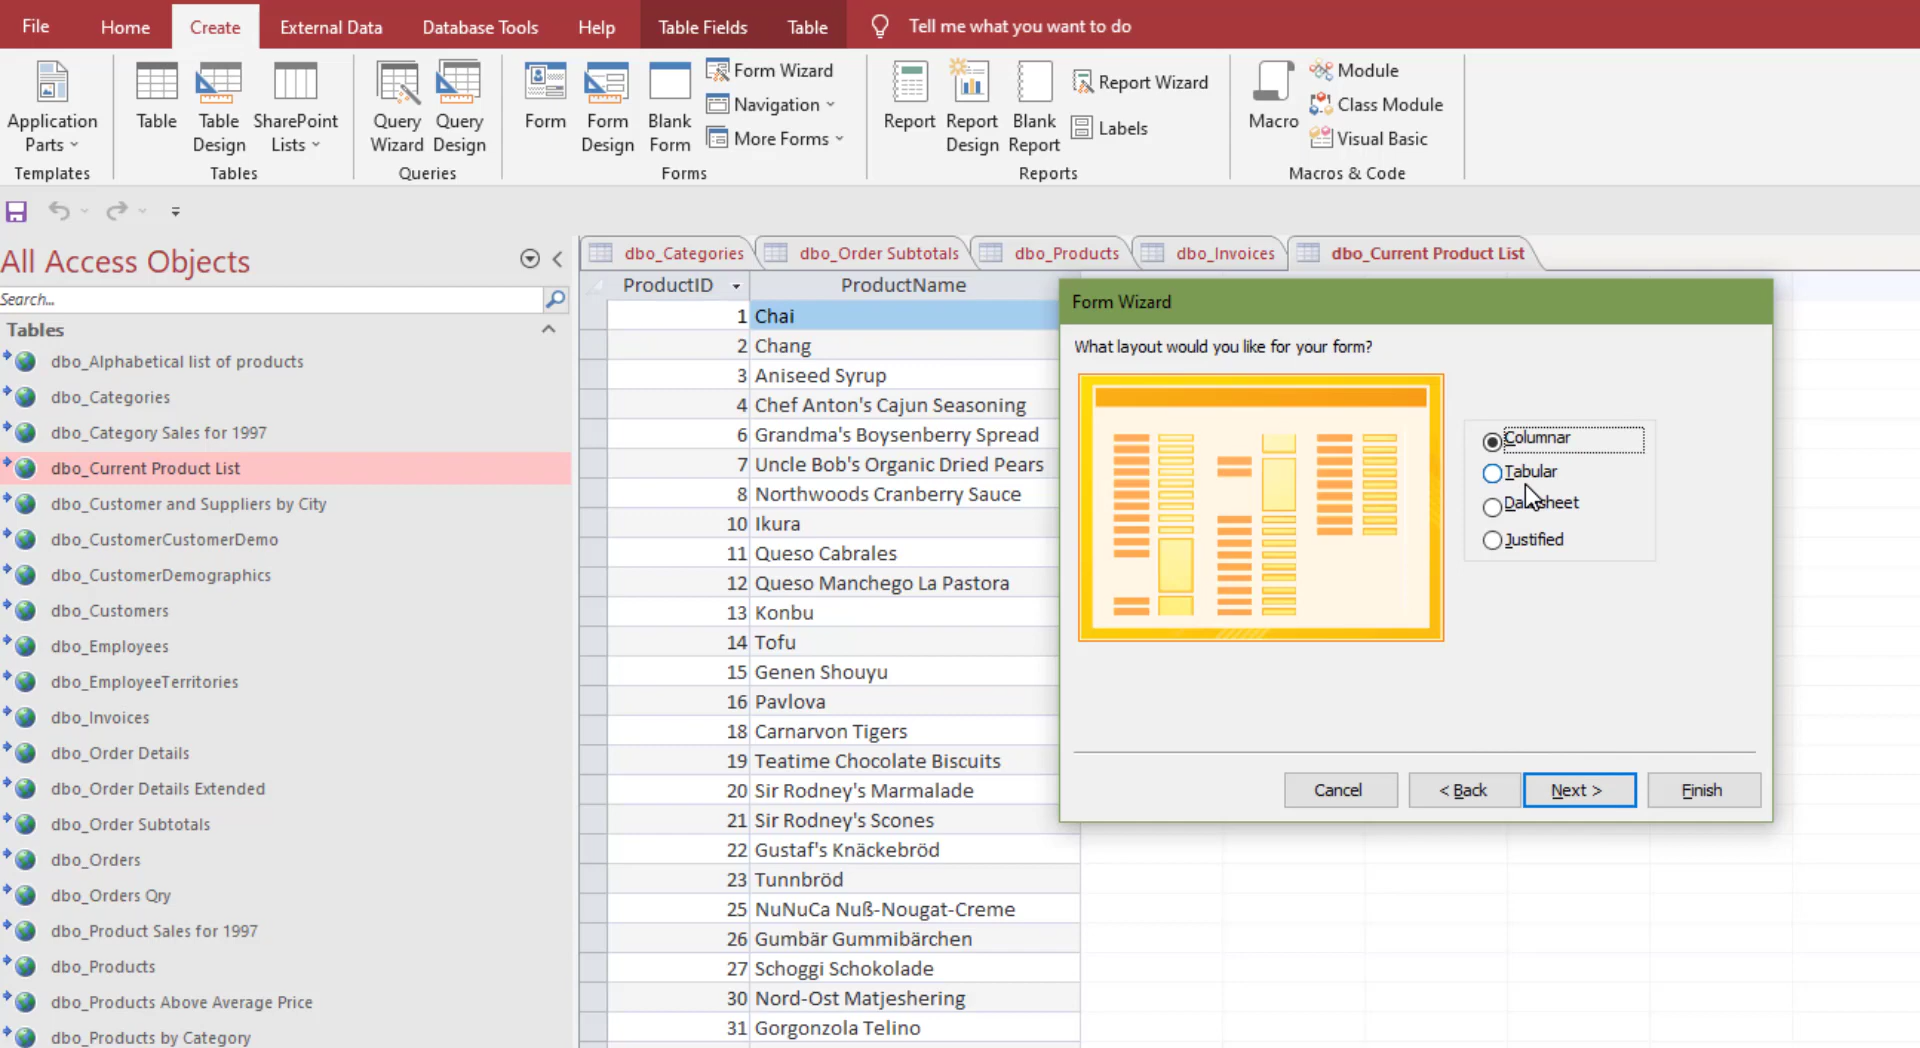 File Home Create External Data Database Tools Help Table Fields Table Tell me what you want to do
Application Parts
Templates
Table
Table Design
SharePoint Lists
Tables
Query Wizard
Query Design
Queries
Form
Form Design
Blank Form
Form Wizard
Navigation
More Forms
Forms
Report
Report Design
Blank Report
Report Wizard
Labels
Reports
Macro
Module
Class Module
Visual Basic
Macros & Code
All Access Objects
Search...
Tables
dbo_Alphabetical list of products
dbo_Categories
dbo_Category Sales for 1997
dbo_Current Product List
dbo_Customer and Suppliers by City
dbo_CustomerCustomerDemo
dbo_CustomerDemographics
dbo_Customers
dbo_Employees
dbo_EmployeeTerritories
dbo_Invoices
dbo_Order Details
dbo_Order Details Extended
dbo_Order Subtotals
dbo_Orders
dbo_Orders Qry
dbo_Product Sales for 1997
dbo_Products
dbo_Products Above Average Price
dbo_Products by Category
dbo_Categories dbo_Order Subtotals dbo_Products dbo_Invoices dbo_Current Product List
ProductID ProductName
1 Chai
2 Chang
3 Aniseed Syrup
4 Chef Anton's Cajun Seasoning
6 Grandma's Boysenberry Spread
7 Uncle Bob's Organic Dried Pears
8 Northwoods Cranberry Sauce
10 Ikura
11 Queso Cabrales
12 Queso Manchego La Pastora
13 Konbu
14 Tofu
15 Genen Shouyu
16 Pavlova
18 Carnarvon Tigers
19 Teatime Chocolate Biscuits
20 Sir Rodney's Marmalade
21 Sir Rodney's Scones
22 Gustaf's Knäckebröd
23 Tunnbröd
25 NuNuCa Nuß-Nougat-Creme
26 Gumbär Gummibärchen
27 Schoggi Schokolade
30 Nord-Ost Matjeshering
31 Gorgonzola Telino
Form Wizard
What layout would you like for your form?
Columnar
Tabular
Datasheet
Justified
Cancel < Back Next > Finish